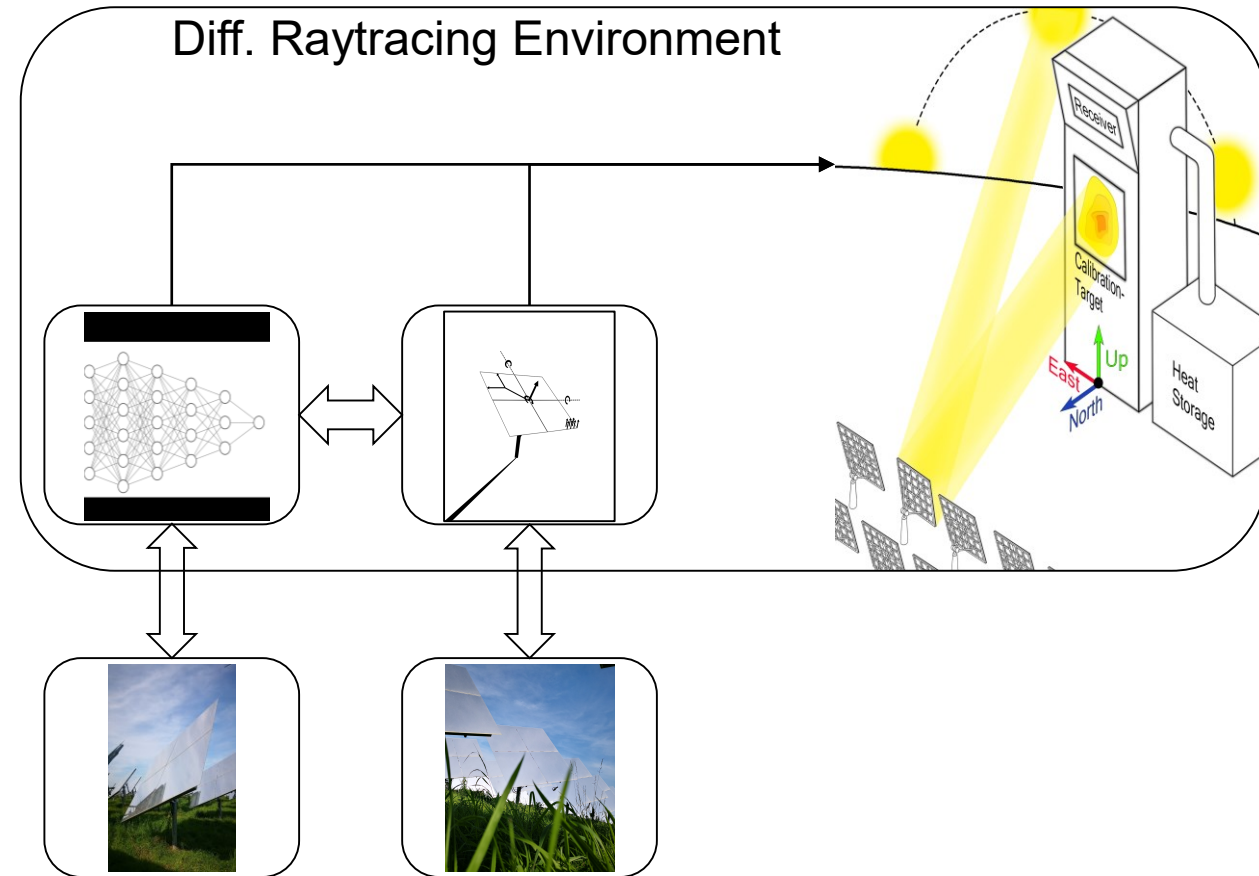 Diff. Raytracing Environment
Receiver
Calibration-
Target
Up
East
North
Heat
Storage